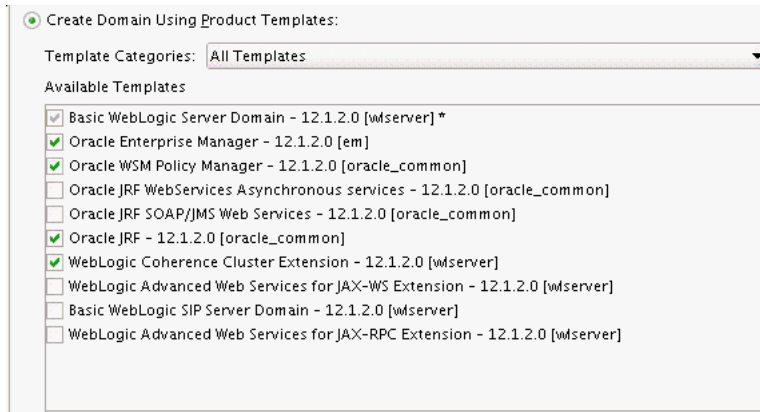 Create Domain Using Product Templates:
Template Categories: All Templates
Available Templates
Basic WebLogic Server Domain - 12.1.2.0 [wlserver] *
Oracle Enterprise Manager - 12.1.2.0 [em]
Oracle WSM Policy Manager - 12.1.2.0 [oracle_common]
Oracle JRF WebServices Asynchronous services - 12.1.2.0 [oracle_common]
Oracle JRF SOAP/JMS Web Services - 12.1.2.0 [oracle_common]
Oracle JRF - 12.1.2.0 [oracle_common]
WebLogic Coherence Cluster Extension - 12.1.2.0 [wlserver]
WebLogic Advanced Web Services for JAX-WS Extension - 12.1.2.0 [wlserver]
Basic WebLogic SIP Server Domain - 12.1.2.0 [wlserver]
WebLogic Advanced Web Services for JAX-RPC Extension - 12.1.2.0 [wlserver]